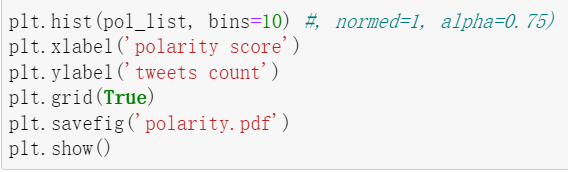 plt.hist(pol_list, bins=10) #, normed=1, alpha=0.75)
plt.xlabel('polarity score')
plt.ylabel('tweets count')
plt.grid(True)
plt.savefig('polarity.pdf')
plt.show()